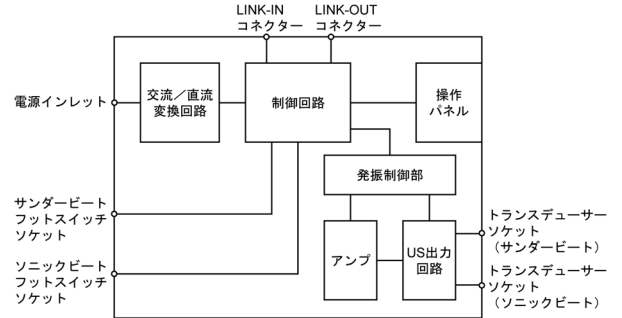 LINK-IN
コネクター
LINK-OUT
コネクター
電源インレット
交流／直流
変換回路
制御回路
操作
パネル
発振制御部
サンダービート
フットスイッチ
ソケット
アンプ
US出力
回路
トランスデューサー
ソケット
（サンダービート）
ソニックビート
フットスイッチ
ソケット
トランスデューサー
ソケット
（ソニックビート）